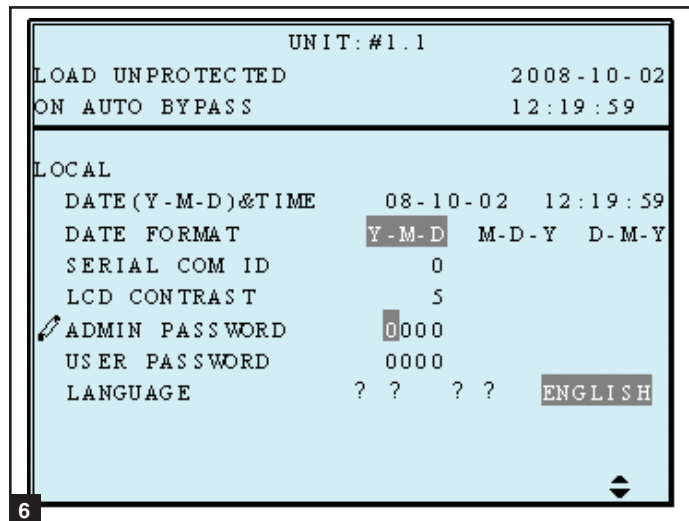 UNIT:#1.1
LOAD UNPROTECTED 2008-10-02
ON AUTO BYPASS 12:19:59
LOCAL
DATE(Y-M-D)&TIME 08-10-02 12:19:59
DATE FORMAT Y-M-D M-D-Y D-M-Y
SERIAL COM ID 0
LCD CONTRAST 5
ADMIN PASSWORD 0000
USER PASSWORD 0000
LANGUAGE ? ? ? ? ENGLISH
6